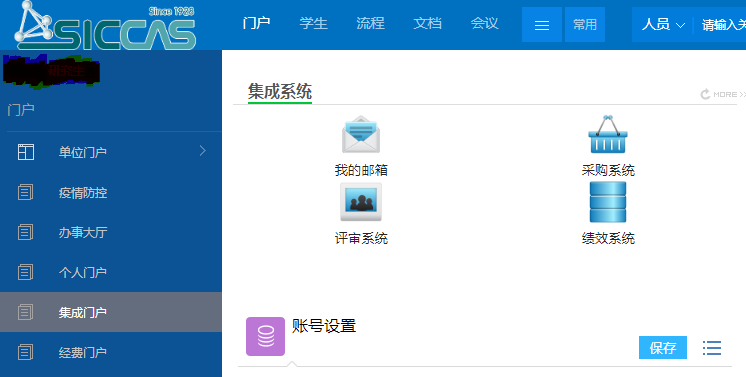 Since 1928
SICCAS
门户 学生 流程 文档 会议 常用 人员 请输入关
门户
单位门户
疫情防控
办事大厅
个人门户
集成门户
经费门户
集成系统
MORE >>
我的邮箱 采购系统
评审系统 绩效系统
账号设置
保存